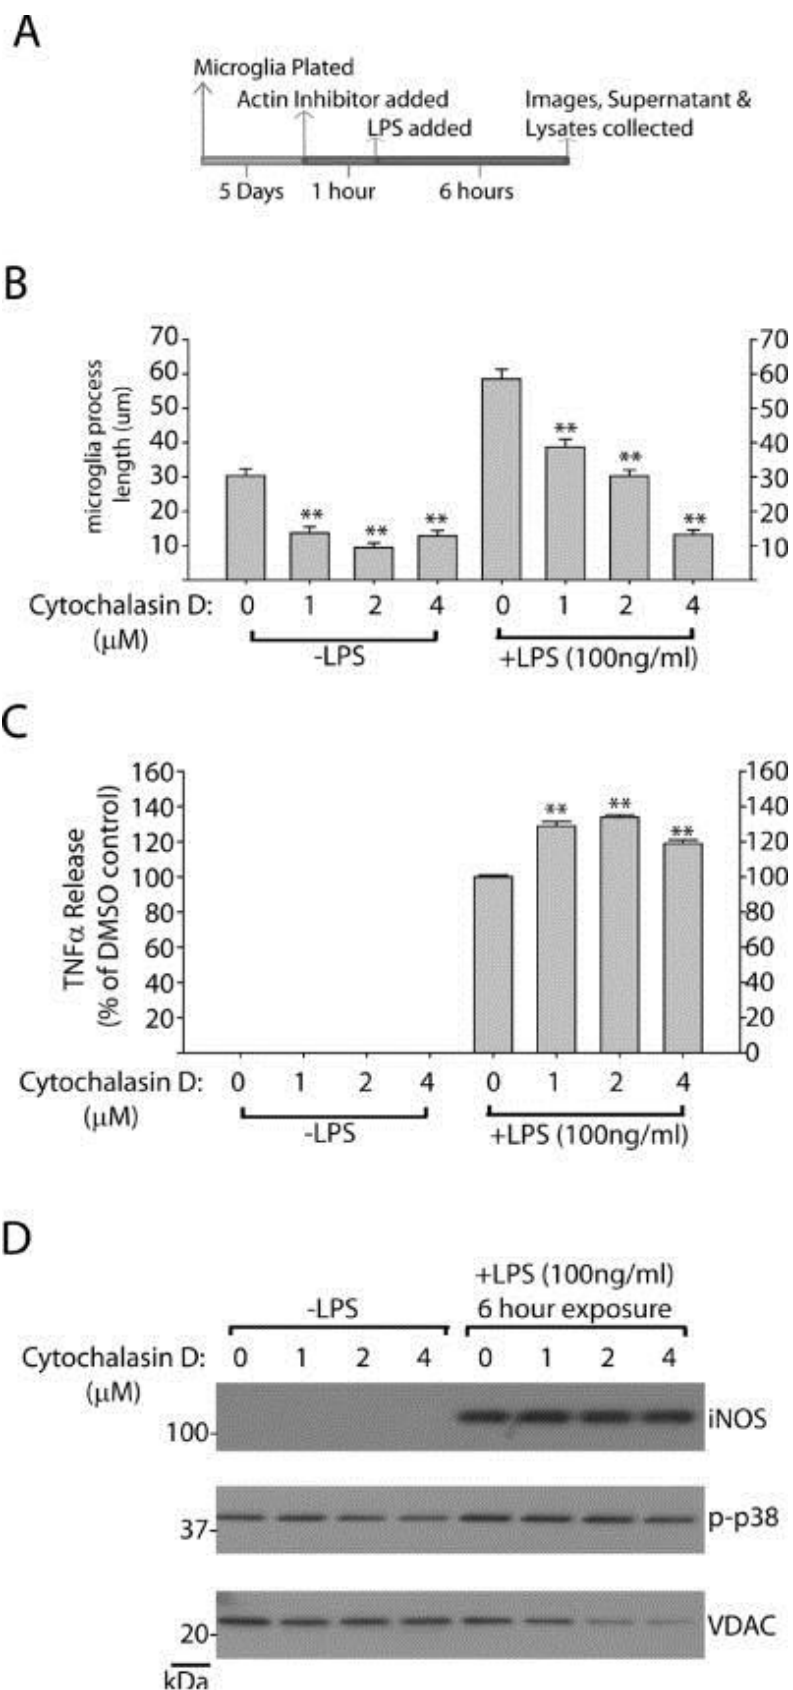 A
Microglia Plated
Actin Inhibitor added
LPS added
Images, Supernatant &
Lysates collected
5 Days
1 hour
6 hours
B
microglia process
length (um)
70
60
50
40
30
20
10
70
60
50
40
30
20
10
**
**
**
**
**
**
Cytochalasin D: 0 1 2 4 0 1 2 4
(μM)
-LPS
+LPS (100ng/ml)
C
TNFα Release
(% of DMSO control)
160
140
120
100
80
60
40
20
160
140
120
100
80
60
40
20
0
**
**
**
Cytochalasin D: 0 1 2 4 0 1 2 4
(μM)
-LPS
+LPS (100ng/ml)
D
-LPS
+LPS (100ng/ml)
6 hour exposure
Cytochalasin D: 0 1 2 4 0 1 2 4
(μM)
100- iNOS
37- p-p38
20- VDAC
kDa